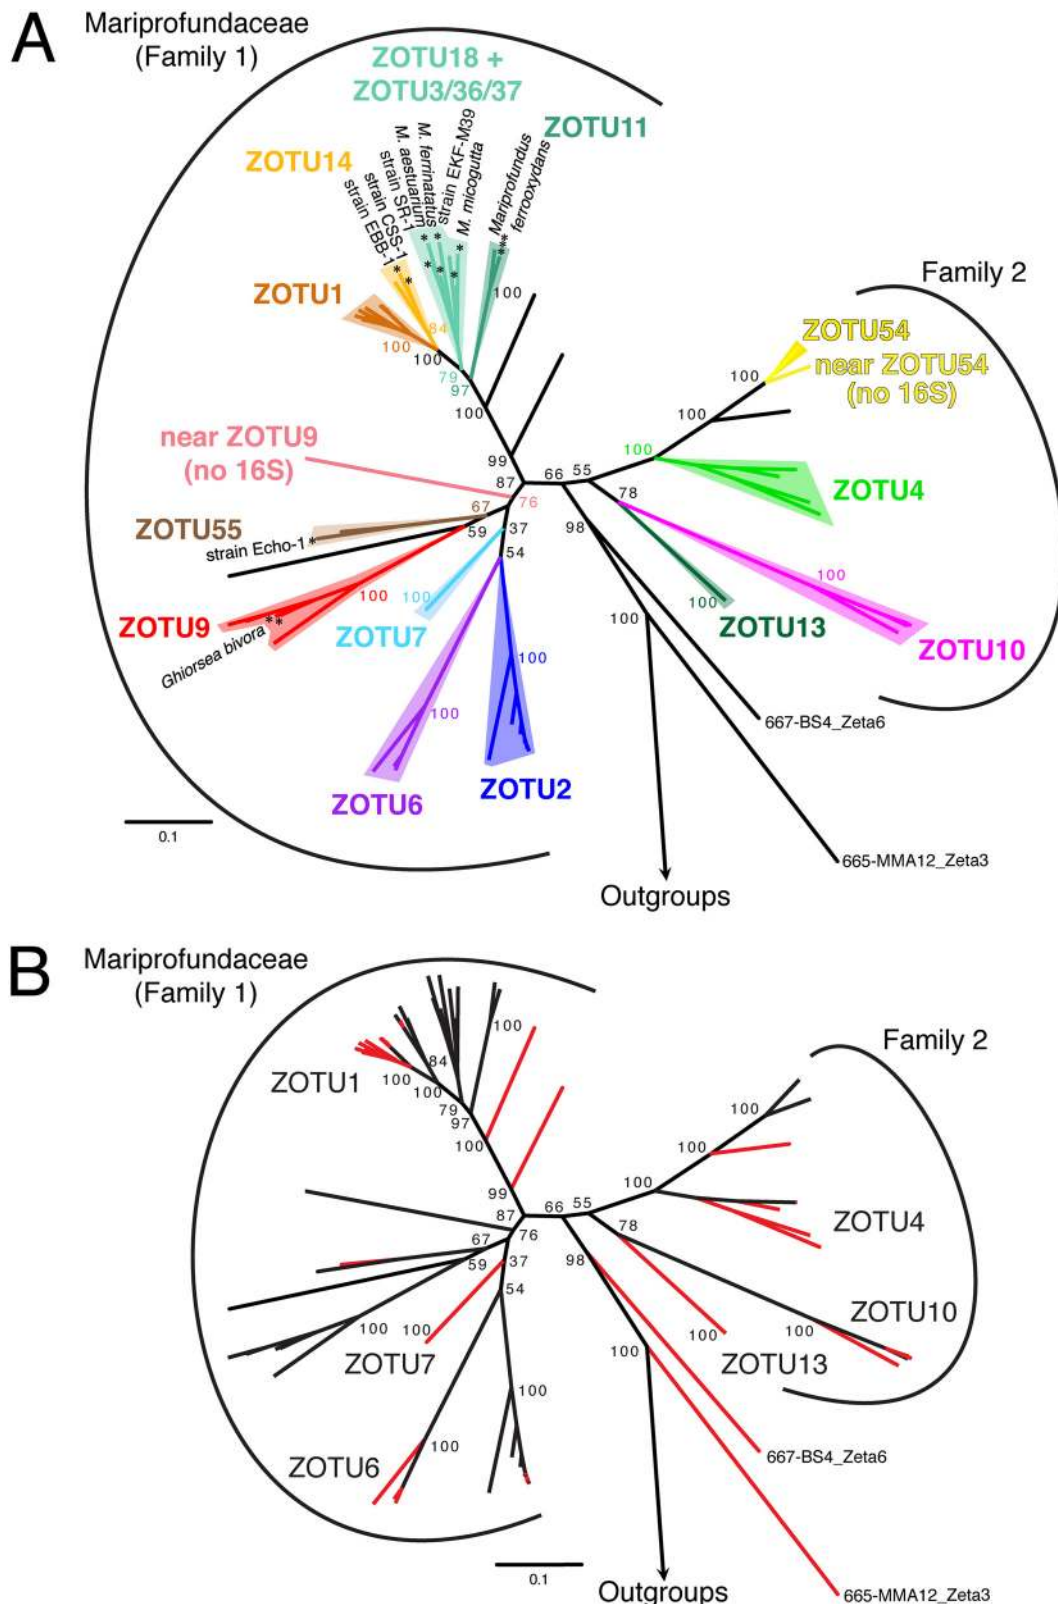 A
Mariprofundaceae
(Family 1)
ZOTU18 +
ZOTU3/36/37
ZOTU11
ZOTU14
strain EBB-1
strain CSS-1
strain SR-1
M. aestuarium
M. ferrinatatus
strain EKF-M39
M. micogutta
Mariprofundus
ferrooxydans
* * * * * * * * * ***
ZOTU1
100
84
100
100
79
97
100
100
99
87
near ZOTU9
(no 16S)
76
67
ZOTU55
strain Echo-1 *
59
37
54
ZOTU9
100
* *
Ghiorsea bivora
100
ZOTU7
100
ZOTU6
100
ZOTU2
0.1
Family 2
ZOTU54
near ZOTU54
(no 16S)
100
100
100
ZOTU4
66
55
78
98
100
ZOTU13
100
ZOTU10
100
667-BS4_Zeta6
665-MMA12_Zeta3
Outgroups
B
Mariprofundaceae
(Family 1)
ZOTU1
100
84
100
100
79
97
100
99
87
76
67
59
37
54
100
100
ZOTU7
ZOTU6
100
100
Family 2
100
100
100
ZOTU4
66
55
78
98
ZOTU10
100
100
ZOTU13
100
667-BS4_Zeta6
0.1
Outgroups
665-MMA12_Zeta3